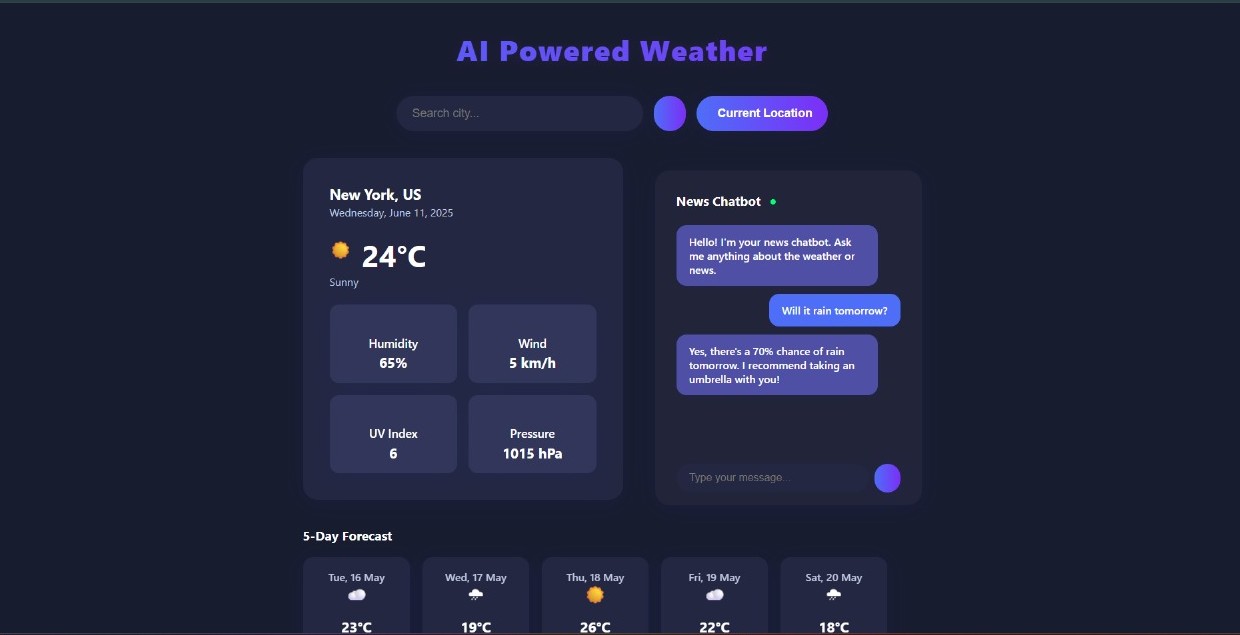 AI Powered Weather
Search city...
Current Location
New York, US
Wednesday, June 11, 2025
24°C
Sunny
Humidity
65%
Wind
5 km/h
UV Index
6
Pressure
1015 hPa
News Chatbot
Hello! I'm your news chatbot. Ask
me anything about the weather or
news.
Will it rain tomorrow?
Yes, there's a 70% chance of rain
tomorrow. I recommend taking an
umbrella with you!
Type your message...
5-Day Forecast
Tue, 16 May
23°C
Wed, 17 May
19°C
Thu, 18 May
26°C
Fri, 19 May
22°C
Sat, 20 May
18°C